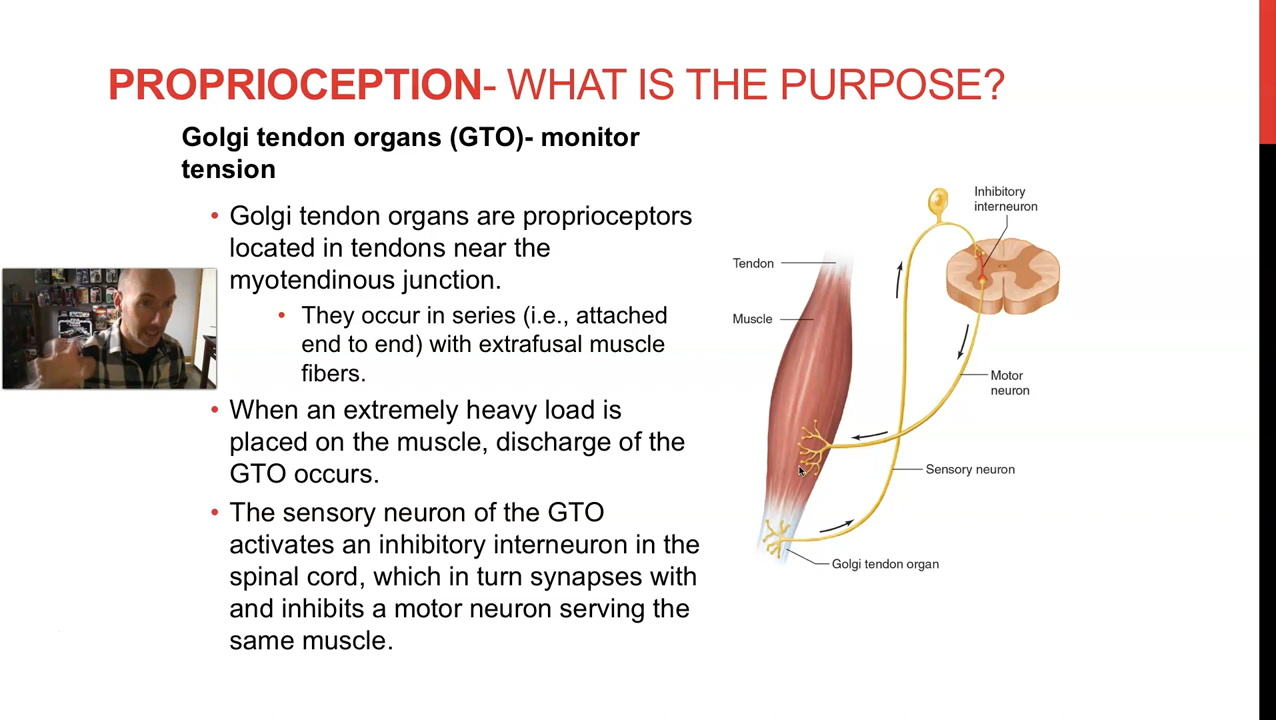 PROPRIOCEPTION- WHAT IS THE PURPOSE?
Golgi tendon organs (GTO)- monitor
tension
• Golgi tendon organs are proprioceptors
located in tendons near the
myotendinous junction.
• They occur in series (i.e., attached
end to end) with extrafusal muscle
fibers.
• When an extremely heavy load is
placed on the muscle, discharge of the
GTO occurs.
• The sensory neuron of the GTO
activates an inhibitory interneuron in the
spinal cord, which in turn synapses with
and inhibits a motor neuron serving the
same muscle.
Inhibitory
interneuron
Tendon
Muscle
Motor
neuron
Sensory neuron
Golgi tendon organ